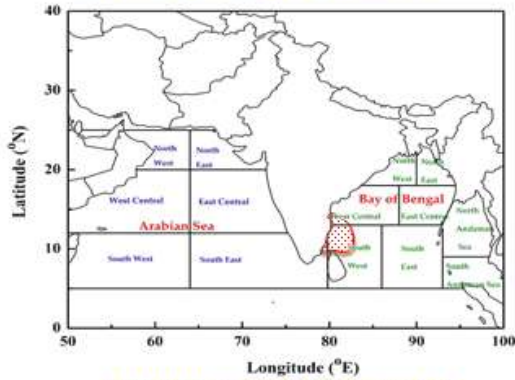 40
30
20
10
0
Latitude (°N)
North
West
North
East
West Central
East Central
Arabian Sea
South West
South East
North
West
North
East
Bay of Bengal
Central
East Central
South
West
South
East
North
Andaman
Sea
South
Andaman Sea
50
60
70
80
90
100
Longitude (°E)